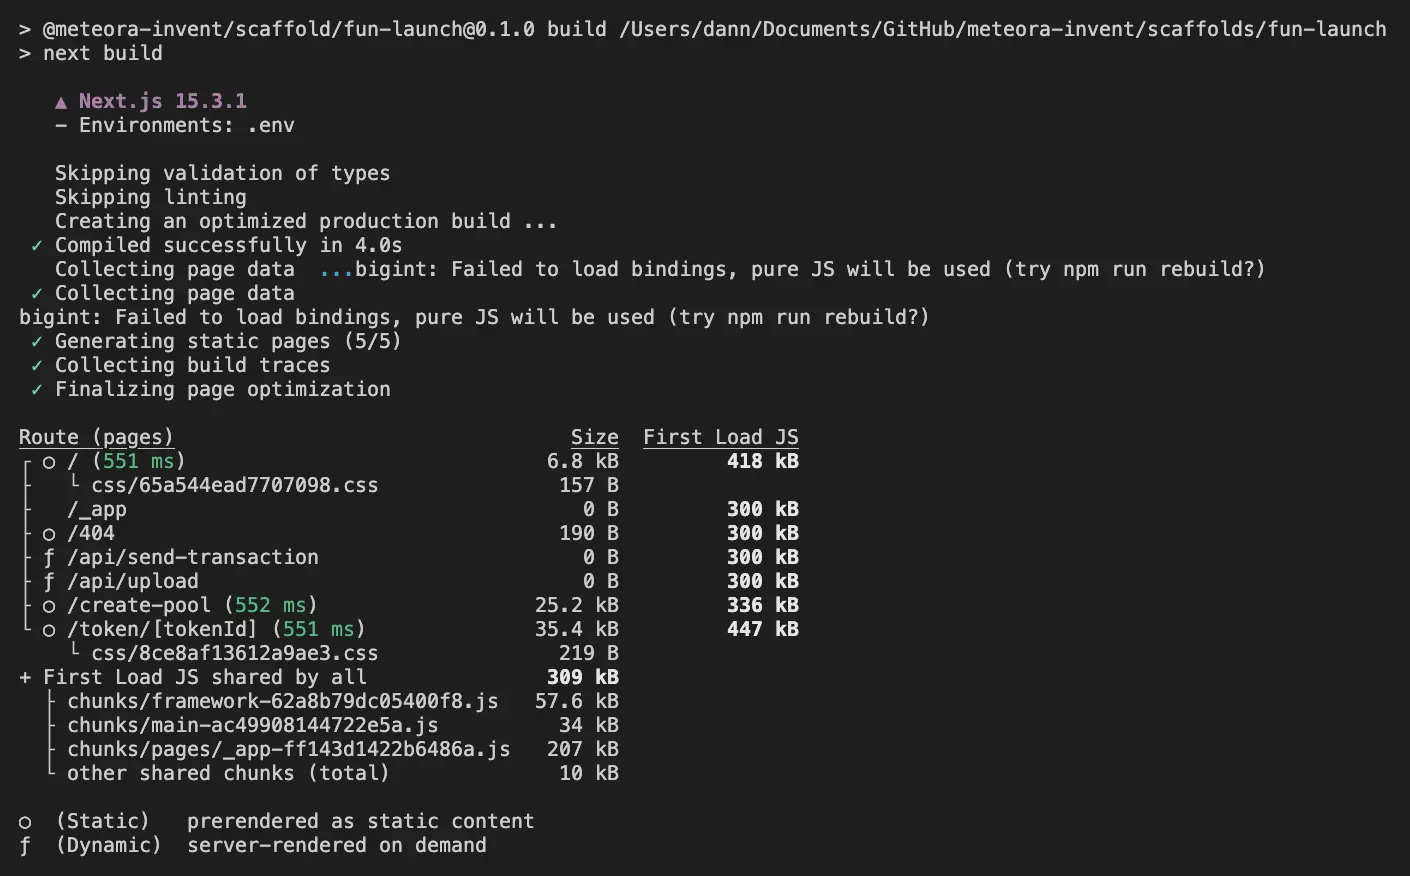 > @meteora-invent/scaffold/fun-launch@0.1.0 build /Users/dann/Documents/GitHub/meteora-invent/scaffolds/fun-launch
> next build
▲ Next.js 15.3.1
- Environments: .env
Skipping validation of types
Skipping linting
Creating an optimized production build ...
✓ Compiled successfully in 4.0s
Collecting page data  ...bigint: Failed to load bindings, pure JS will be used (try npm run rebuild?)
✓ Collecting page data
bigint: Failed to load bindings, pure JS will be used (try npm run rebuild?)
✓ Generating static pages (5/5)
✓ Collecting build traces
✓ Finalizing page optimization
Route (pages)                                 Size  First Load JS
┌ ○ / (551 ms)                              6.8 kB         418 kB
├   └ css/65a544ead7707098.css               157 B
├   /_app                                      0 B         300 kB
├ ○ /404                                     190 B         300 kB
├ ƒ /api/send-transaction                      0 B         300 kB
├ ƒ /api/upload                                0 B         300 kB
├ ○ /create-pool (552 ms)                  25.2 kB         336 kB
└ ○ /token/[tokenId] (551 ms)              35.4 kB         447 kB
    └ css/8ce8af13612a9ae3.css               219 B
+ First Load JS shared by all               309 kB
  ├ chunks/framework-62a8b79dc05400f8.js   57.6 kB
  ├ chunks/main-ac49908144722e5a.js          34 kB
  ├ chunks/pages/_app-ff143d1422b6486a.js   207 kB
  └ other shared chunks (total)              10 kB
○  (Static)   prerendered as static content
ƒ  (Dynamic)  server-rendered on demand